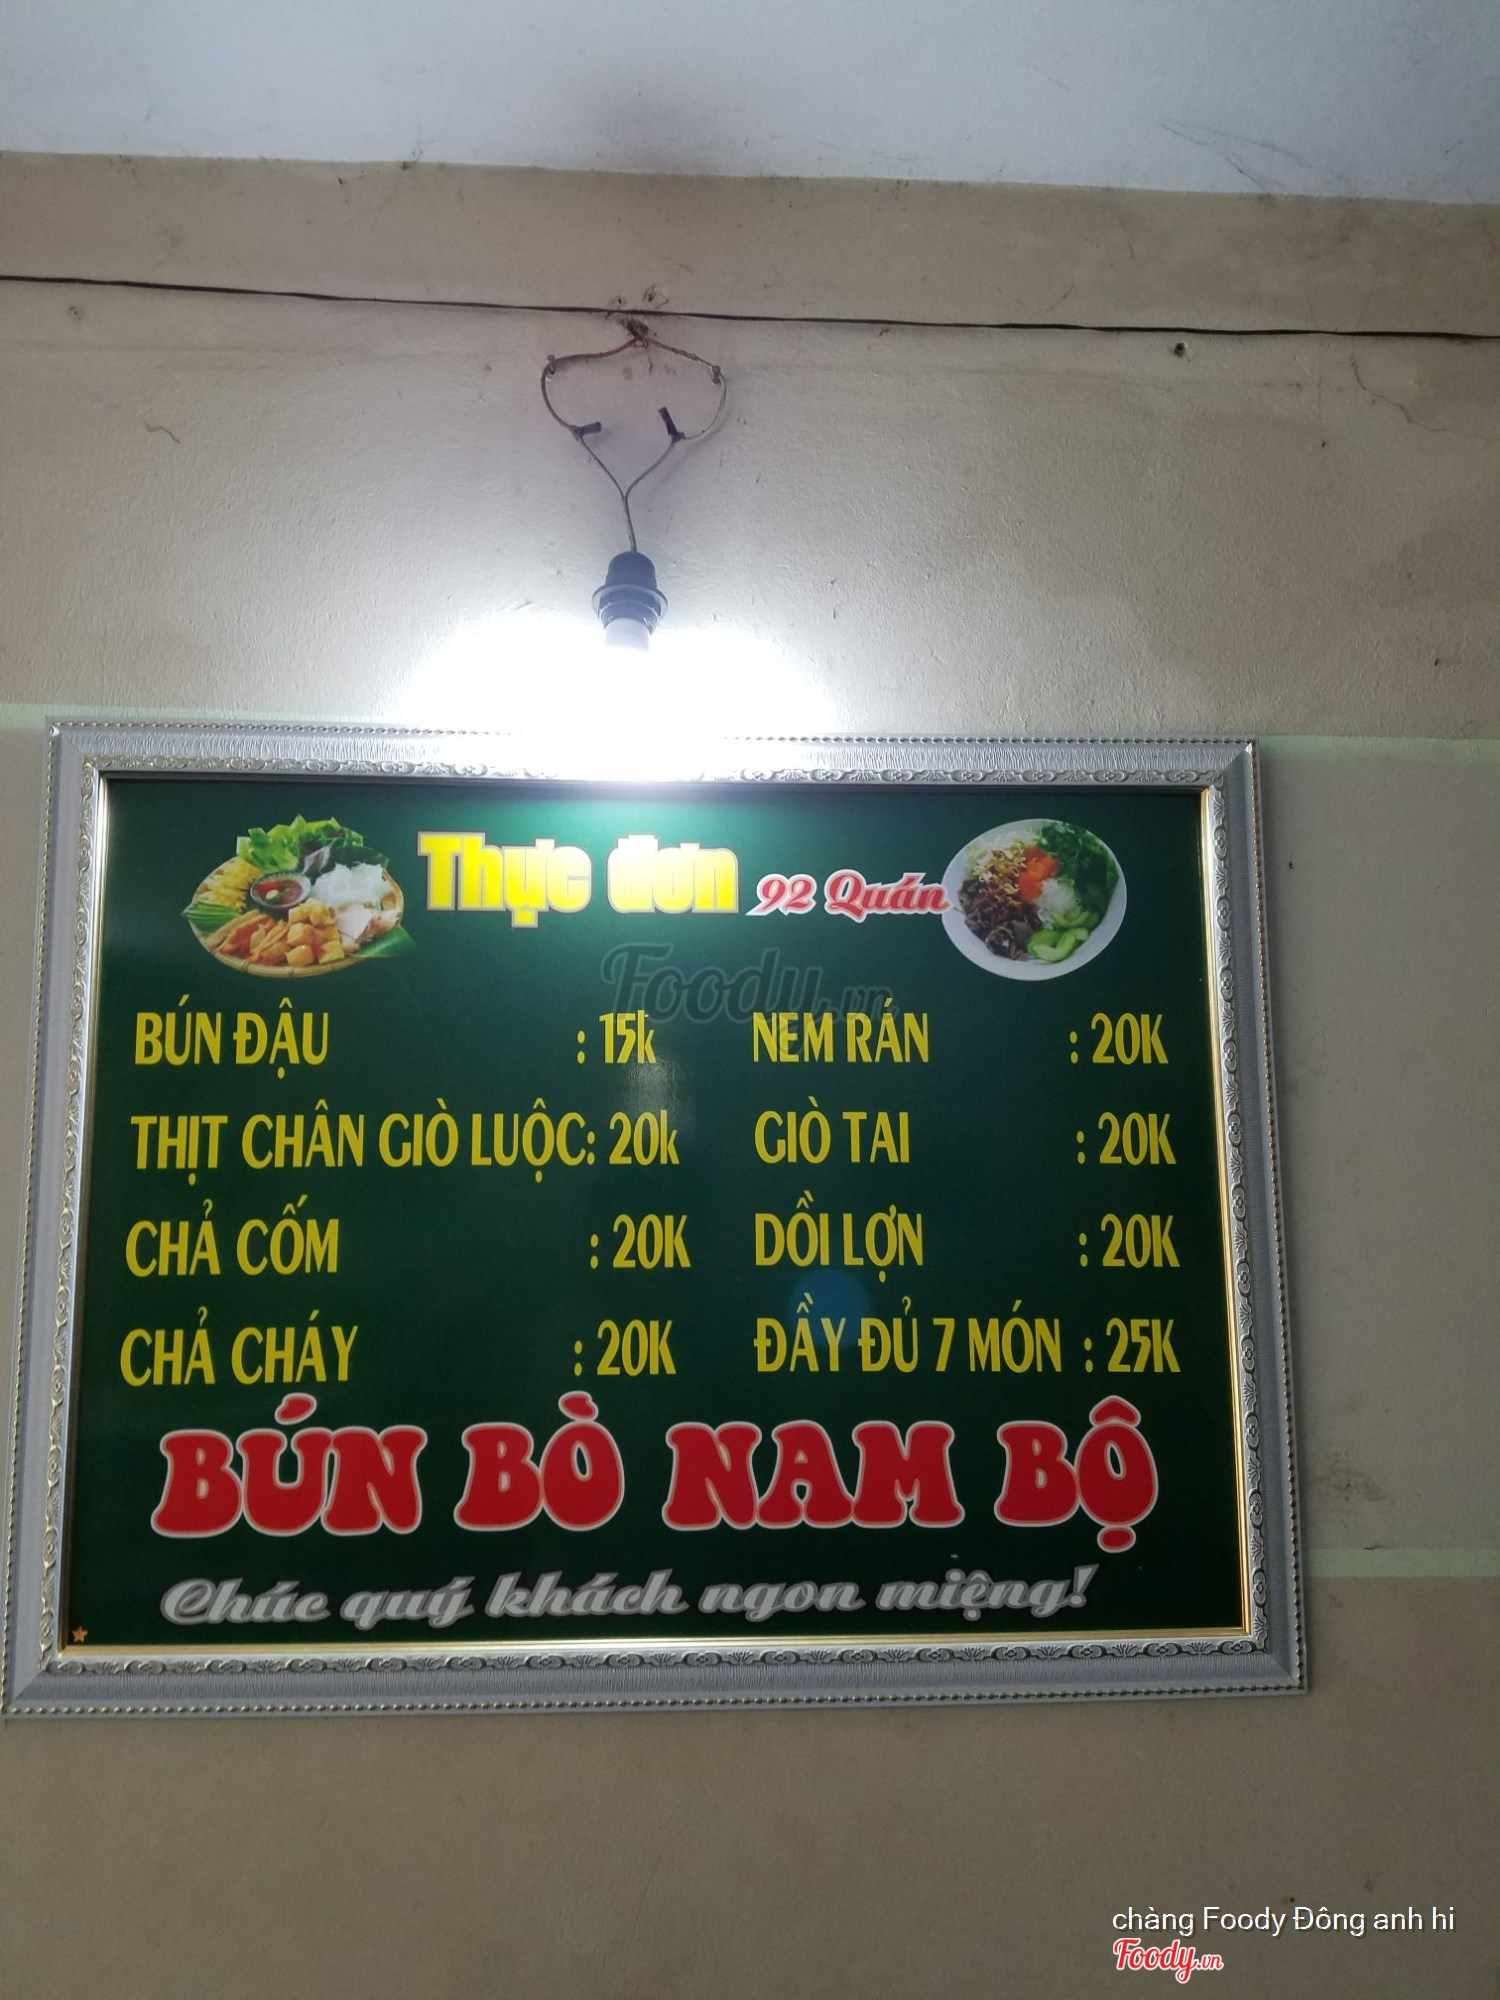 Thực đơn 92 Quán
Foody.vn
BÚN ĐẬU : 15k
THỊT CHÂN GIÒ LUỘC: 20k
CHẢ CỐM : 20K
CHẢ CHÁY : 20K
NEM RÁN : 20K
GIÒ TAI : 20K
DỒI LỢN : 20K
ĐẦY ĐỦ 7 MÓN : 25K
BÚN BÒ NAM BỘ
Chúc quý khách ngon miệng!
chàng Foody Đông anh hi
Foody.vn